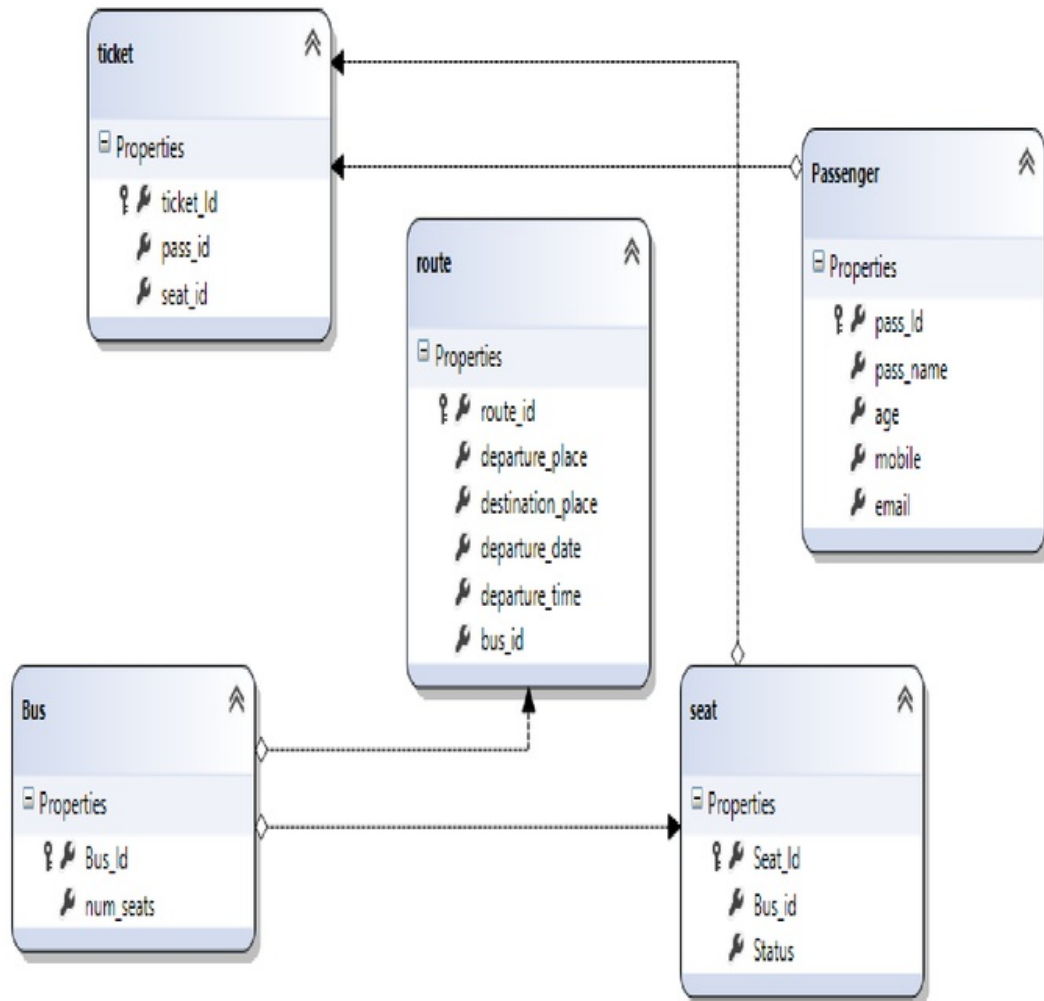 ticket
Properties
ticket_Id
pass_id
seat_id
Passenger
Properties
pass_Id
pass_name
age
mobile
email
route
Properties
route_id
departure_place
destination_place
departure_date
departure_time
bus_id
Bus
Properties
Bus_Id
num_seats
seat
Properties
Seat_Id
Bus_id
Status